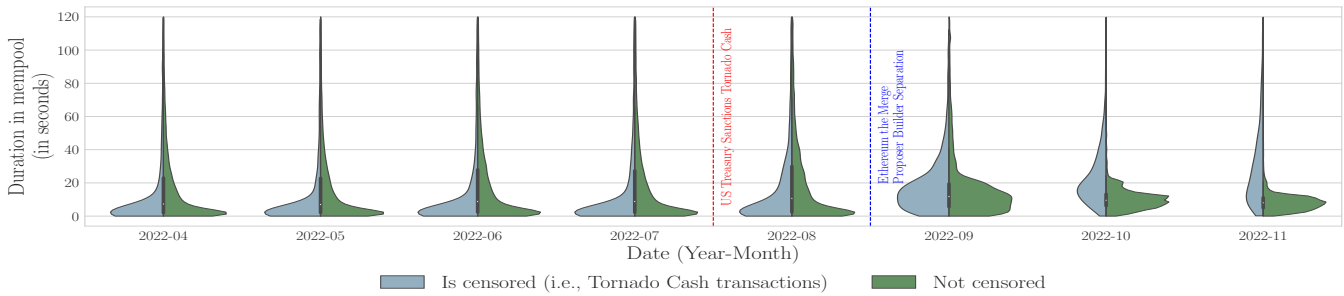 Duration in mempool
(in seconds)
120
100
80
60
40
20
0
US Treasury Sanctions Tornado Cash
Ethereum the Merge
Proposer Builder Separation
2022-04
2022-05
2022-06
2022-07
2022-08
2022-09
2022-10
2022-11
Date (Year-Month)
Is censored (i.e., Tornado Cash transactions)
Not censored